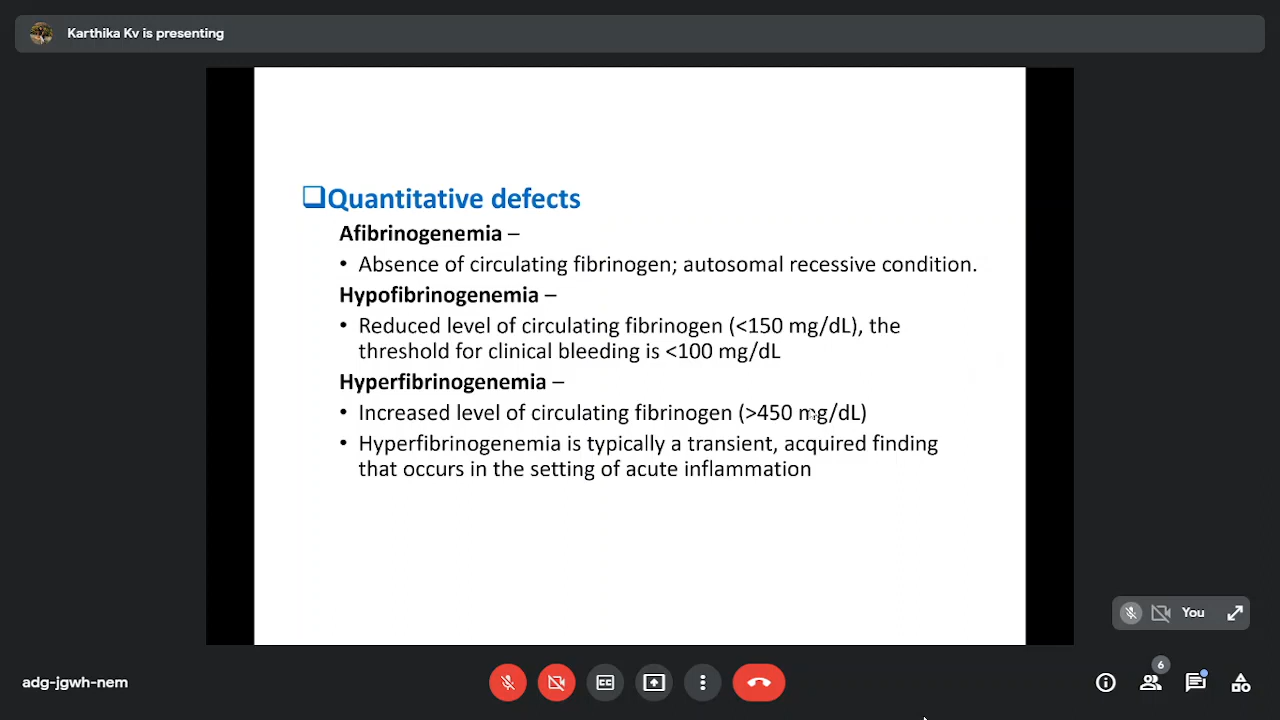 Karthika Kv is presenting
Quantitative defects
Afibrinogenemia –
• Absence of circulating fibrinogen; autosomal recessive condition.
Hypofibrinogenemia –
• Reduced level of circulating fibrinogen (<150 mg/dL), the
threshold for clinical bleeding is <100 mg/dL
Hyperfibrinogenemia –
• Increased level of circulating fibrinogen (>450 mg/dL)
• Hyperfibrinogenemia is typically a transient, acquired finding
that occurs in the setting of acute inflammation
You
adg-jgwh-nem
CC
6